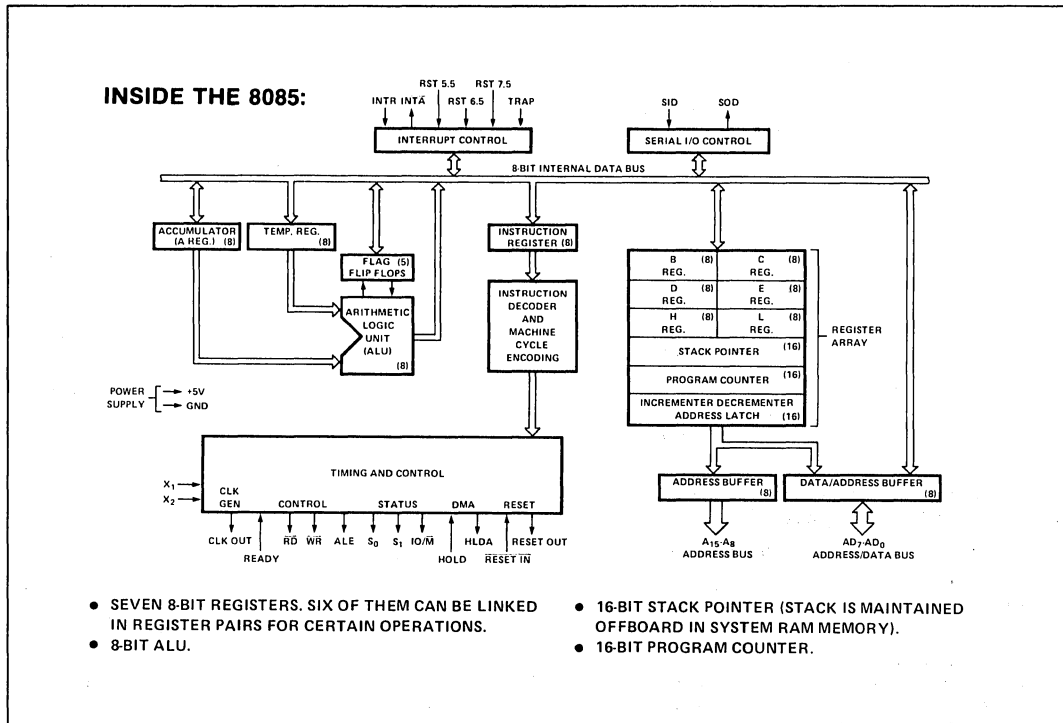 INSIDE THE 8085:
RST 5.5 RST 7.5
INTR INTA RST 6.5 TRAP
SID SOD
INTERRUPT CONTROL
SERIAL I/O CONTROL
8-BIT INTERNAL DATA BUS
ACCUMULATOR
(A REG.) (8)
TEMP. REG.
(8)
FLAG (5)
FLIP FLOPS
ARITHMETIC
LOGIC
UNIT
(ALU)
(8)
INSTRUCTION
REGISTER (8)
INSTRUCTION
DECODER
AND
MACHINE
CYCLE
ENCODING
B (8) C (8)
REG. REG.
D (8) E (8)
REG. REG.
H (8) L (8)
REG. REG.
STACK POINTER (16)
PROGRAM COUNTER (16)
INCREMENTER DECREMENTER
ADDRESS LATCH (16)
REGISTER
ARRAY
POWER
SUPPLY
+5V
GND
TIMING AND CONTROL
X1
X2
CLK
GEN CONTROL STATUS DMA RESET
CLK OUT R̅D̅ W̅R̅ ALE S0 S1 IO/M̅ HLDA RESET OUT
READY HOLD R̅E̅S̅E̅T̅ I̅N̅
ADDRESS BUFFER
(8)
DATA/ADDRESS BUFFER
(8)
A15-A8
ADDRESS BUS
AD7-AD0
ADDRESS/DATA BUS
• SEVEN 8-BIT REGISTERS. SIX OF THEM CAN BE LINKED
IN REGISTER PAIRS FOR CERTAIN OPERATIONS.
• 8-BIT ALU.
• 16-BIT STACK POINTER (STACK IS MAINTAINED
OFFBOARD IN SYSTEM RAM MEMORY).
• 16-BIT PROGRAM COUNTER.